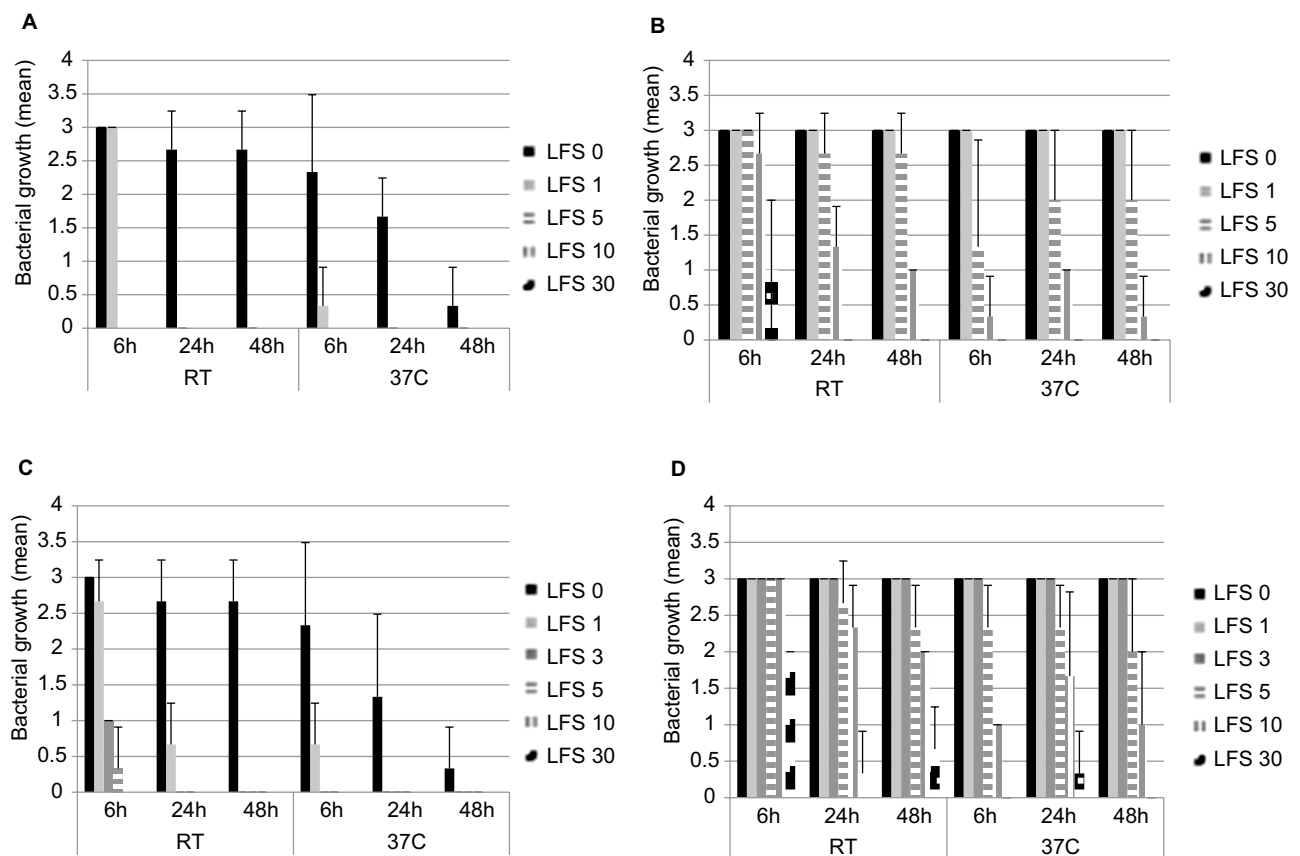 A
Bacterial growth (mean)
4
3.5
3
2.5
2
1.5
1
0.5
0
6h 24h 48h 6h 24h 48h
RT 37C
LFS 0
LFS 1
LFS 5
LFS 10
LFS 30
B
Bacterial growth (mean)
4
3.5
3
2.5
2
1.5
1
0.5
0
6h 24h 48h 6h 24h 48h
RT 37C
LFS 0
LFS 1
LFS 5
LFS 10
LFS 30
C
Bacterial growth (mean)
4
3.5
3
2.5
2
1.5
1
0.5
0
6h 24h 48h 6h 24h 48h
RT 37C
LFS 0
LFS 1
LFS 3
LFS 5
LFS 10
LFS 30
D
Bacterial growth (mean)
4
3.5
3
2.5
2
1.5
1
0.5
0
6h 24h 48h 6h 24h 48h
RT 37C
LFS 0
LFS 1
LFS 3
LFS 5
LFS 10
LFS 30